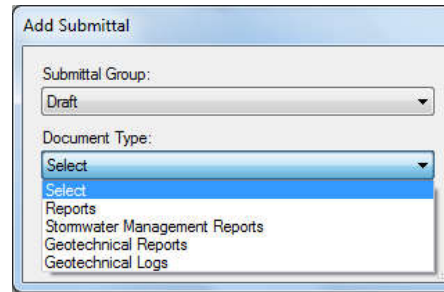 Add Submittal
Submittal Group:
Draft
Document Type:
Select
Select
Reports
Stormwater Management Reports
Geotechnical Reports
Geotechnical Logs